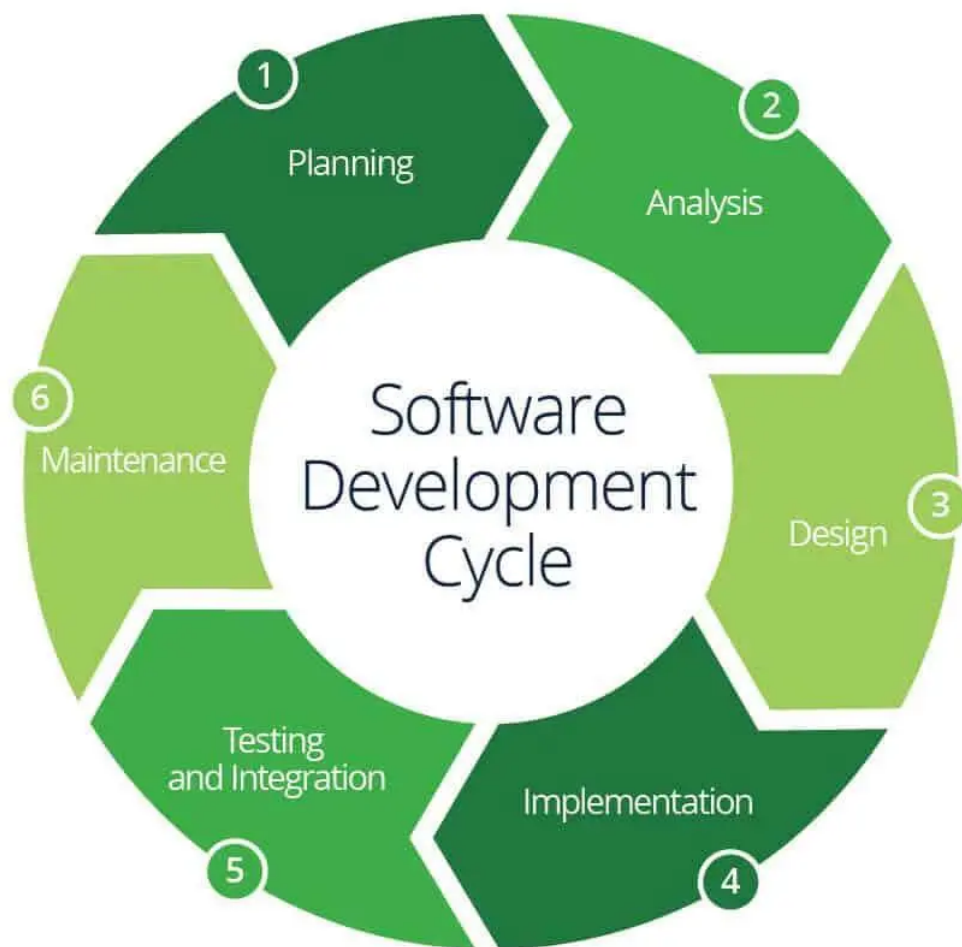 1
Planning
2
Analysis
3
Design
4
Implementation
5
Testing
and Integration
6
Maintenance
Software
Development
Cycle